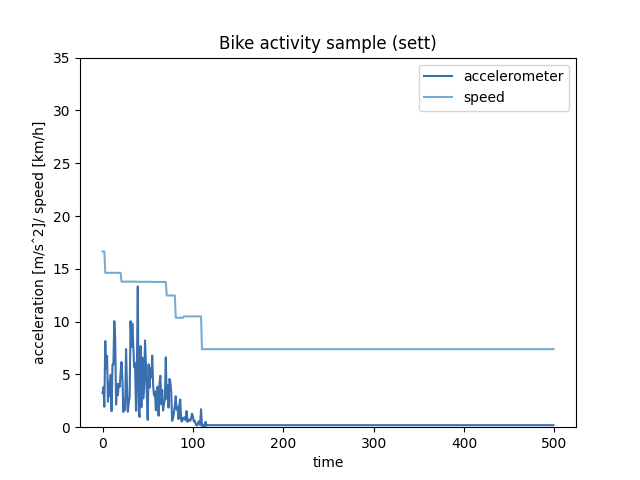 Bike activity sample (sett)
accelerometer
speed
acceleration [m/sˆ2]/ speed [km/h]
35
30
25
20
15
10
5
0
0 100 200 300 400 500
time